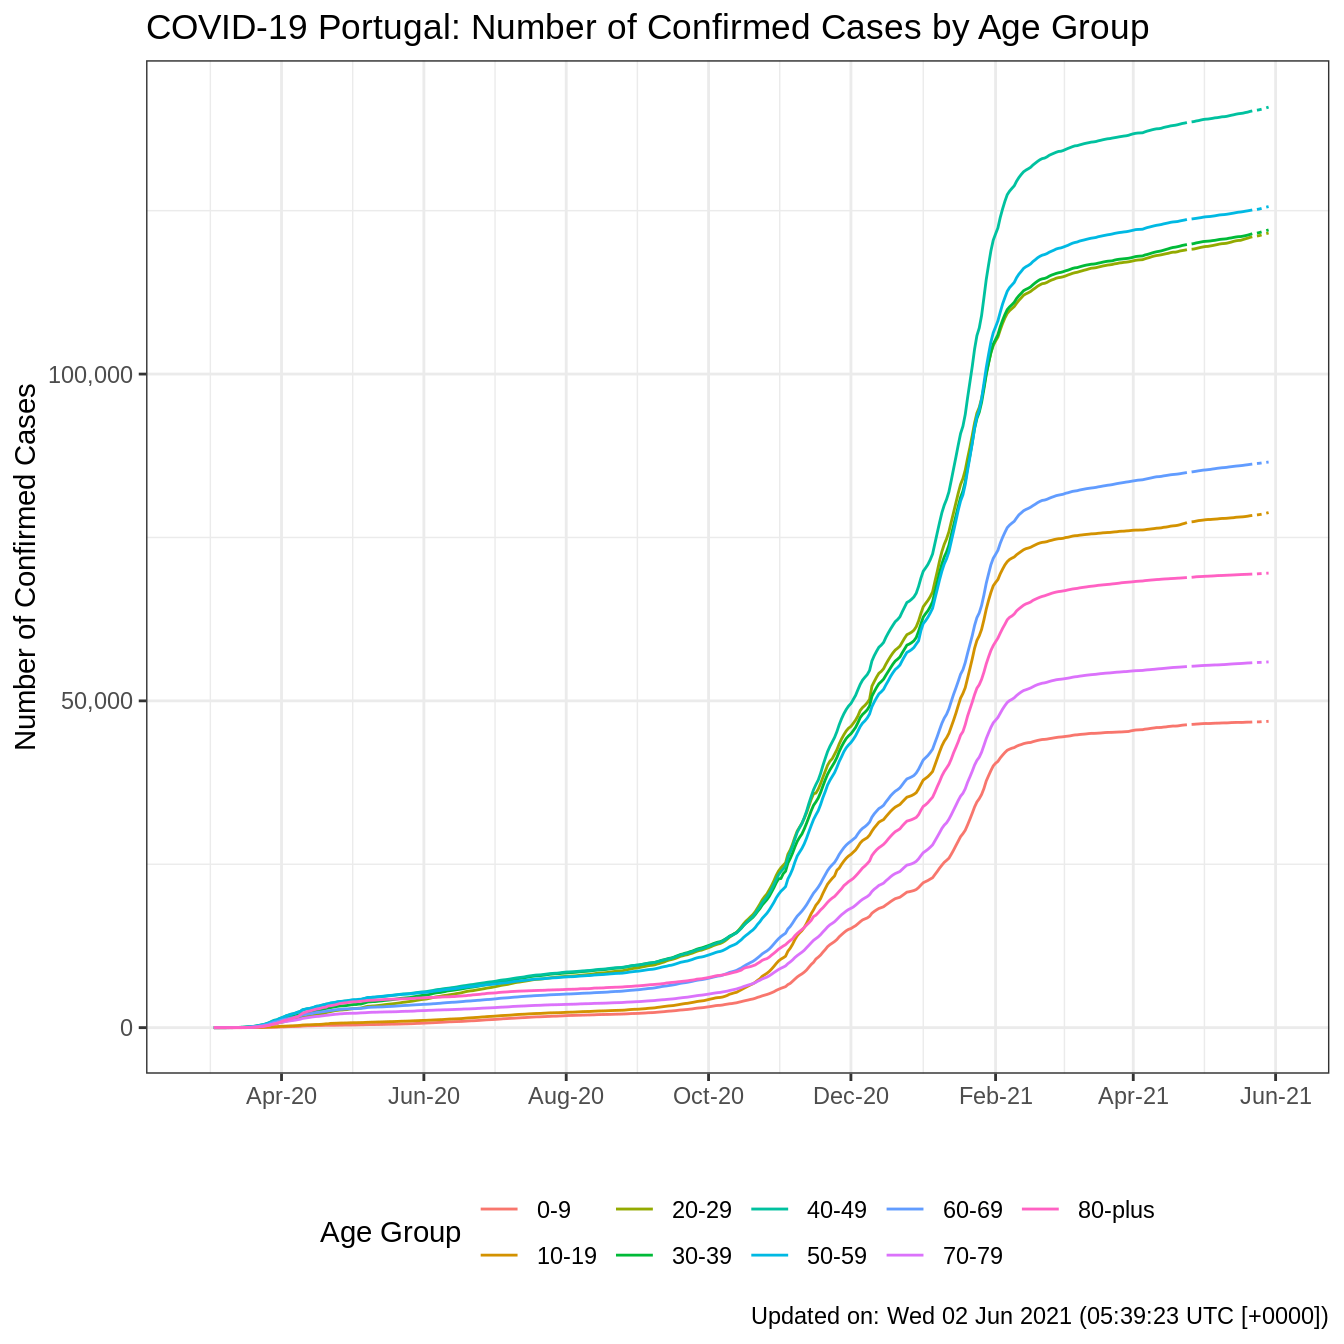 COVID-19 Portugal: Number of Confirmed Cases by Age Group
Number of Confirmed Cases
100,000
50,000
0
Apr-20 Jun-20 Aug-20 Oct-20 Dec-20 Feb-21 Apr-21 Jun-21
Age Group
0-9 20-29 40-49 60-69 80-plus
10-19 30-39 50-59 70-79
Updated on: Wed 02 Jun 2021 (05:39:23 UTC [+0000])